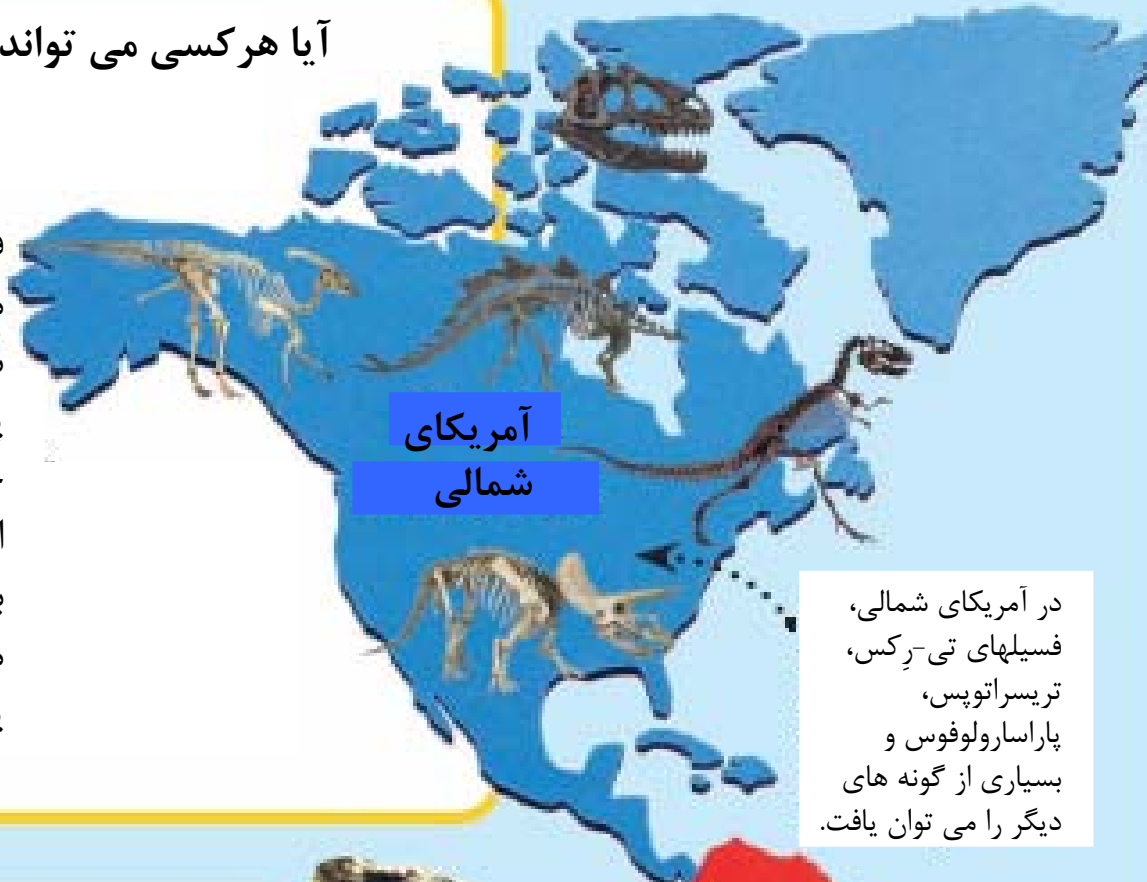 آیا هرکسی می تواند
آمریکای
شمالی
در آمریکای شمالی،
فسیلهای تی-رِکس،
تریسراتوپس،
پاراسارولوفوس و
بسیاری از گونه های
دیگر را می توان یافت.